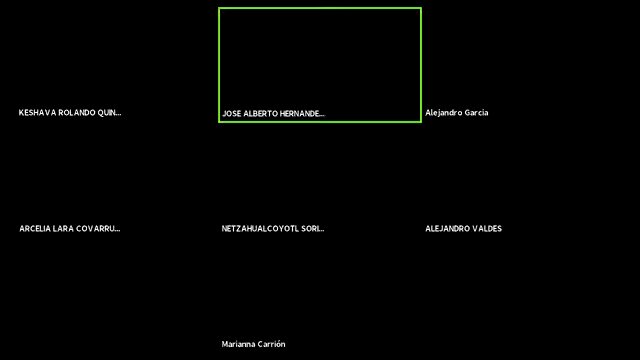 KESHAVA ROLANDO QUIN...
JOSE ALBERTO HERNANDE...
Alejandro Garcia
ARCELIA LARA COVARRU...
NETZAHUALCOYOTL SORI...
ALEJANDRO VALDES
Marianna Carrión